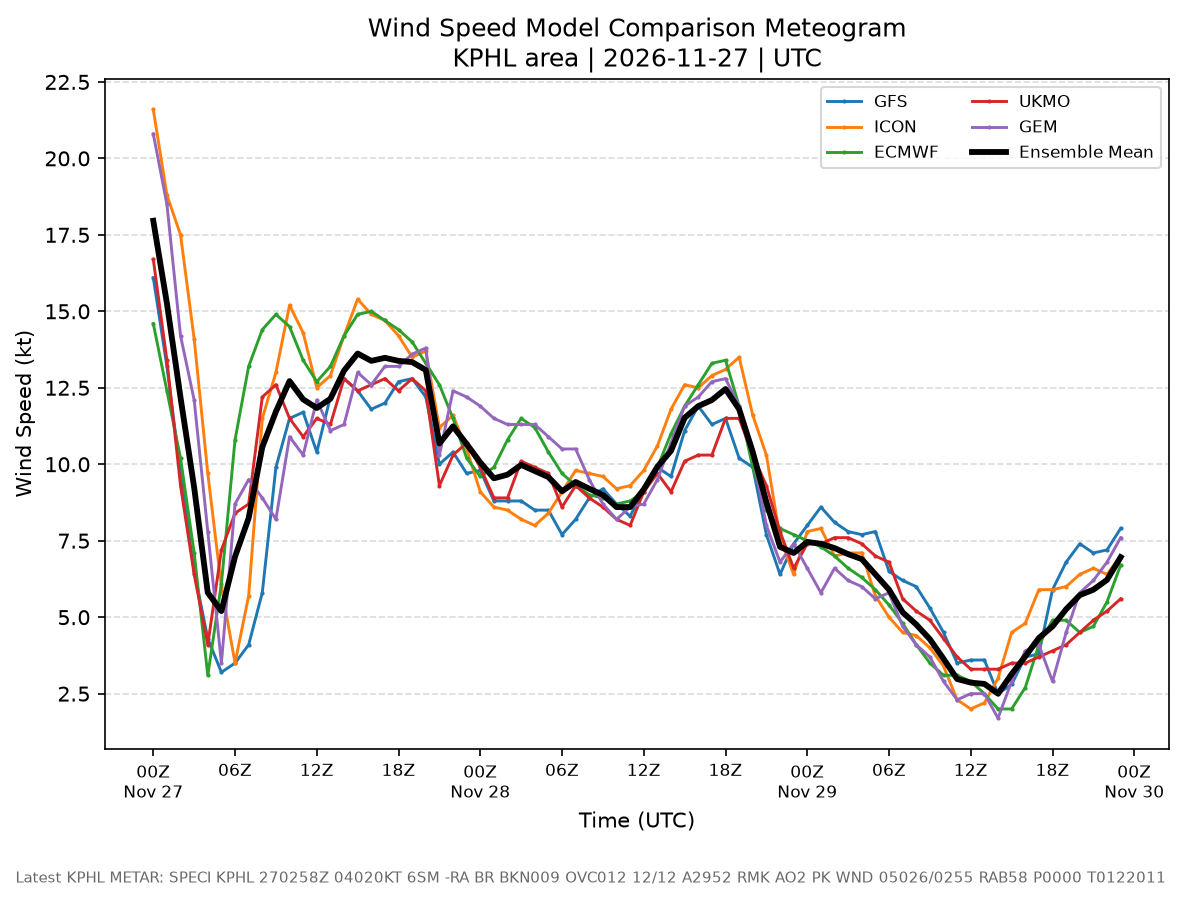 Wind Speed Model Comparison Meteogram
KPHL area | 2026-11-27 | UTC
GFS
ICON
ECMWF
UKMO
GEM
Ensemble Mean
Wind Speed (kt)
22.5
20.0
17.5
15.0
12.5
10.0
7.5
5.0
2.5
00Z 06Z 12Z 18Z 00Z 06Z 12Z 18Z 00Z 06Z 12Z 18Z 00Z
Nov 27 Nov 28 Nov 29 Nov 30
Time (UTC)
Latest KPHL METAR: SPECI KPHL 270258Z 04020KT 6SM -RA BR BKN009 OVC012 12/12 A2952 RMK AO2 PK WND 05026/0255 RAB58 P0000 T0122011